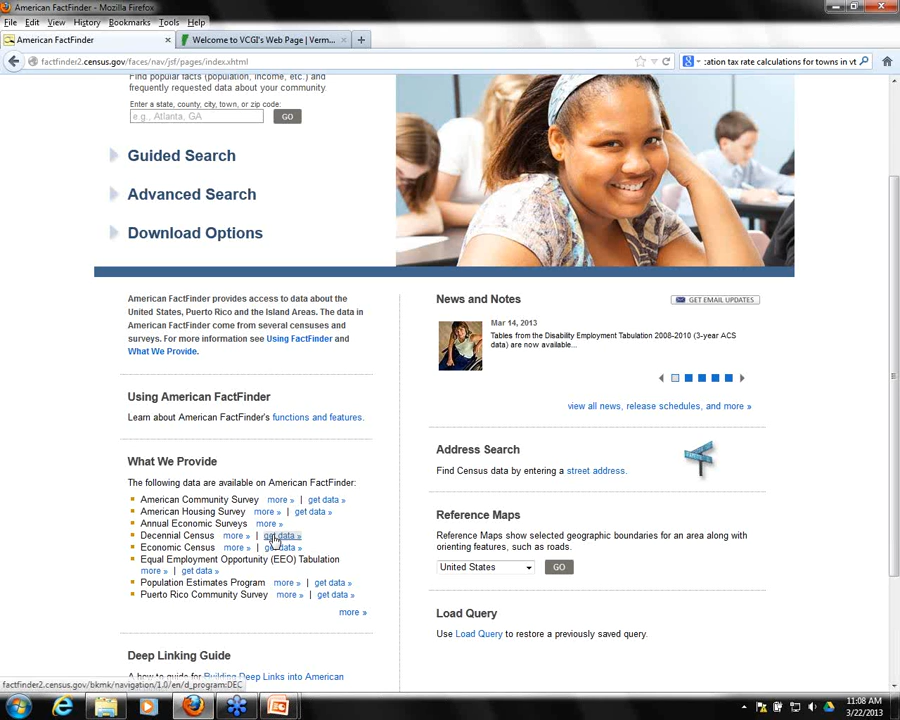 American FactFinder - Mozilla Firefox
File Edit View History Bookmarks Tools Help
American FactFinder × Welcome to VCGI's Web Page | Verm... × +
factfinder2.census.gov/faces/nav/jsf/pages/index.xhtml
:ation tax rate calculations for towns in vt
Find popular facts (population, income, etc.) and
frequently requested data about your community.
Enter a state, county, city, town, or zip code:
e.g., Atlanta, GA GO
Guided Search
Advanced Search
Download Options
American FactFinder provides access to data about the
United States, Puerto Rico and the Island Areas. The data in
American FactFinder come from several censuses and
surveys. For more information see Using FactFinder and
What We Provide.
Using American FactFinder
Learn about American FactFinder's functions and features.
What We Provide
The following data are available on American FactFinder:
American Community Survey more » | get data »
American Housing Survey more » | get data »
Annual Economic Surveys more »
Decennial Census more » | get data »
Economic Census more » | get data »
Equal Employment Opportunity (EEO) Tabulation
more » | get data »
Population Estimates Program more » | get data »
Puerto Rico Community Survey more » | get data »
more »
Deep Linking Guide
A how-to guide for Building Deep Links into American
News and Notes
GET EMAIL UPDATES
Mar 14, 2013
Tables from the Disability Employment Tabulation 2008-2010 (3-year ACS
data) are now available...
view all news, release schedules, and more »
Address Search
Find Census data by entering a street address.
Reference Maps
Reference Maps show selected geographic boundaries for an area along with
orienting features, such as roads.
United States GO
Load Query
Use Load Query to restore a previously saved query.
factfinder2.census.gov/bkmk/navigation/1.0/en/d_program:DEC
11:08 AM
3/22/2013